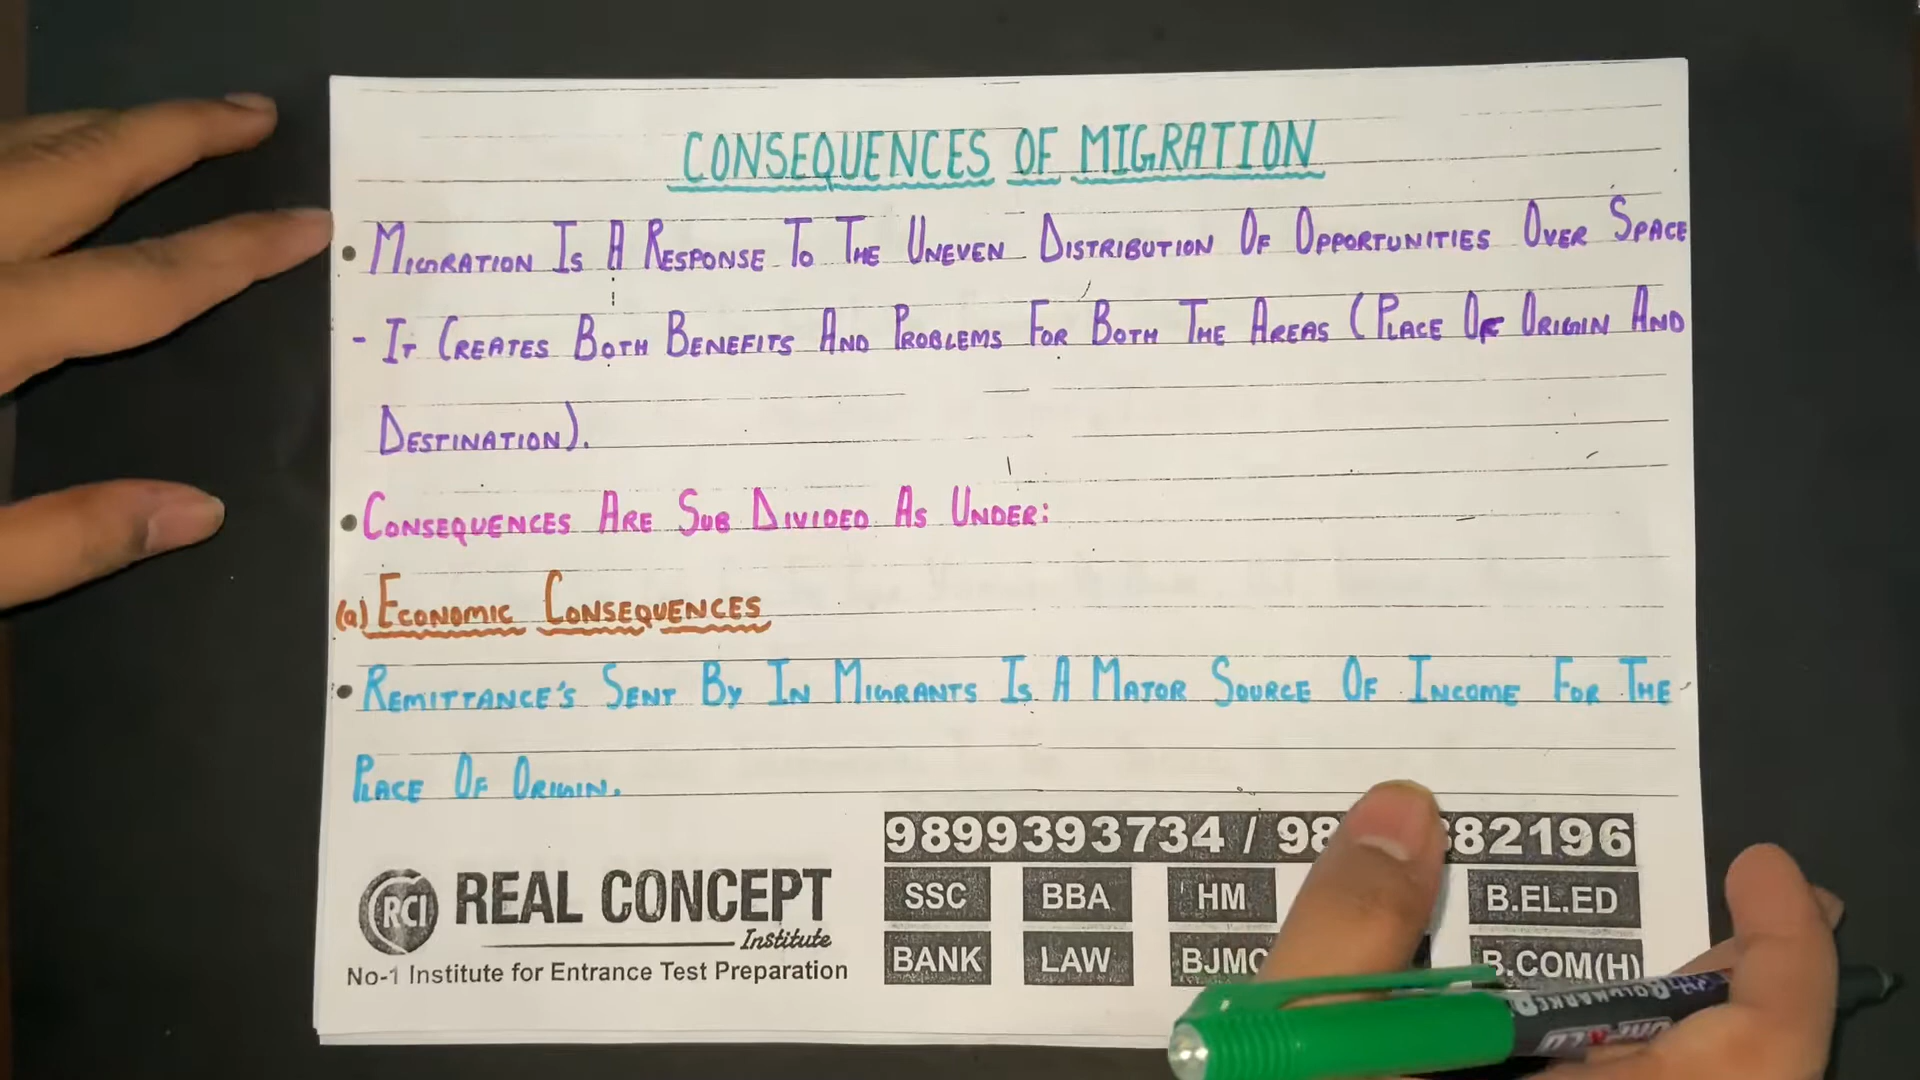 CONSEQUENCES OF MIGRATION
• MIGRATION IS A RESPONSE TO THE UNEVEN DISTRIBUTION OF OPPORTUNITIES OVER SPACE
- IT CREATES BOTH BENEFITS AND PROBLEMS FOR BOTH THE AREAS (PLACE OF ORIGIN AND
DESTINATION).
• CONSEQUENCES ARE SUB DIVIDED AS UNDER:
(a) ECONOMIC CONSEQUENCES
• REMITTANCE'S SENT BY IN MIGRANTS IS A MAJOR SOURCE OF INCOME FOR THE
PLACE OF ORIGIN.
9899393734 / 98 82196
RCI REAL CONCEPT
Institute
No-1 Institute for Entrance Test Preparation
SSC BBA HM B.EL.ED
BANK LAW BJMC B.COM(H)